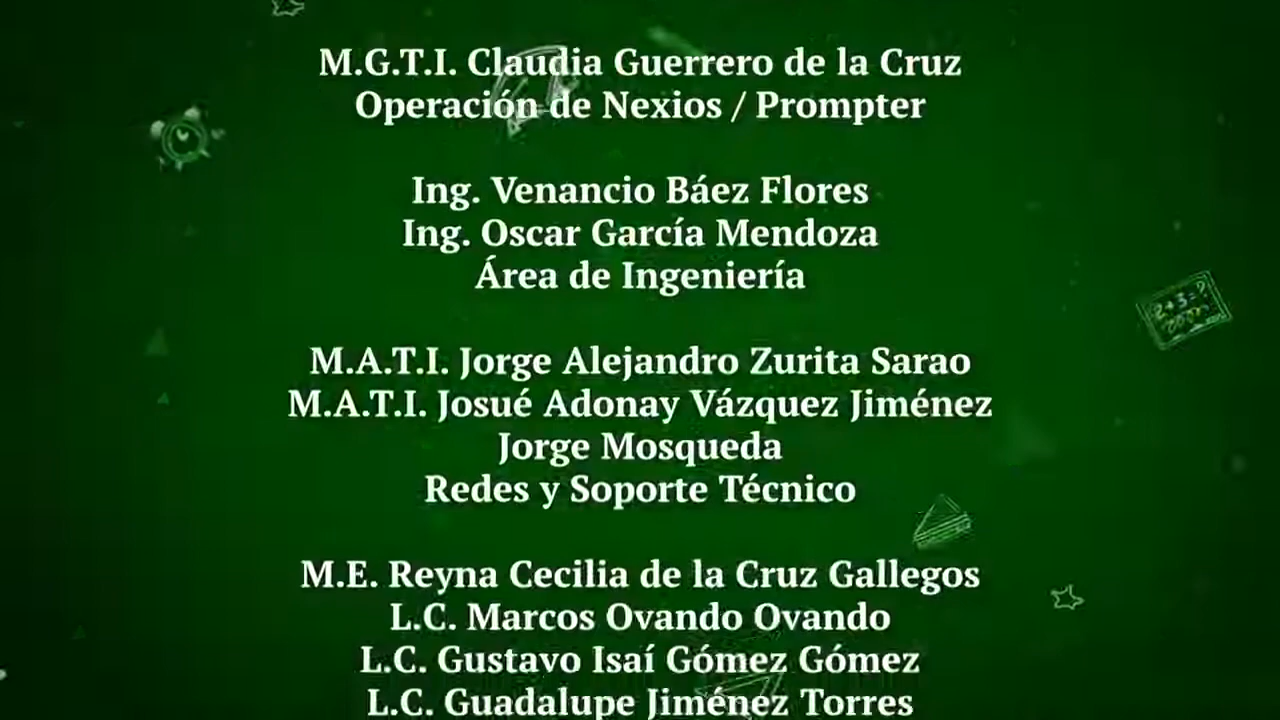 M.G.T.I. Claudia Guerrero de la Cruz
Operación de Nexios / Prompter
Ing. Venancio Báez Flores
Ing. Oscar García Mendoza
Área de Ingeniería
M.A.T.I. Jorge Alejandro Zurita Sarao
M.A.T.I. Josué Adonay Vázquez Jiménez
Jorge Mosqueda
Redes y Soporte Técnico
M.E. Reyna Cecilia de la Cruz Gallegos
L.C. Marcos Ovando Ovando
L.C. Gustavo Isaí Gómez Gómez
L.C. Guadalupe Jiménez Torres
2+3=?